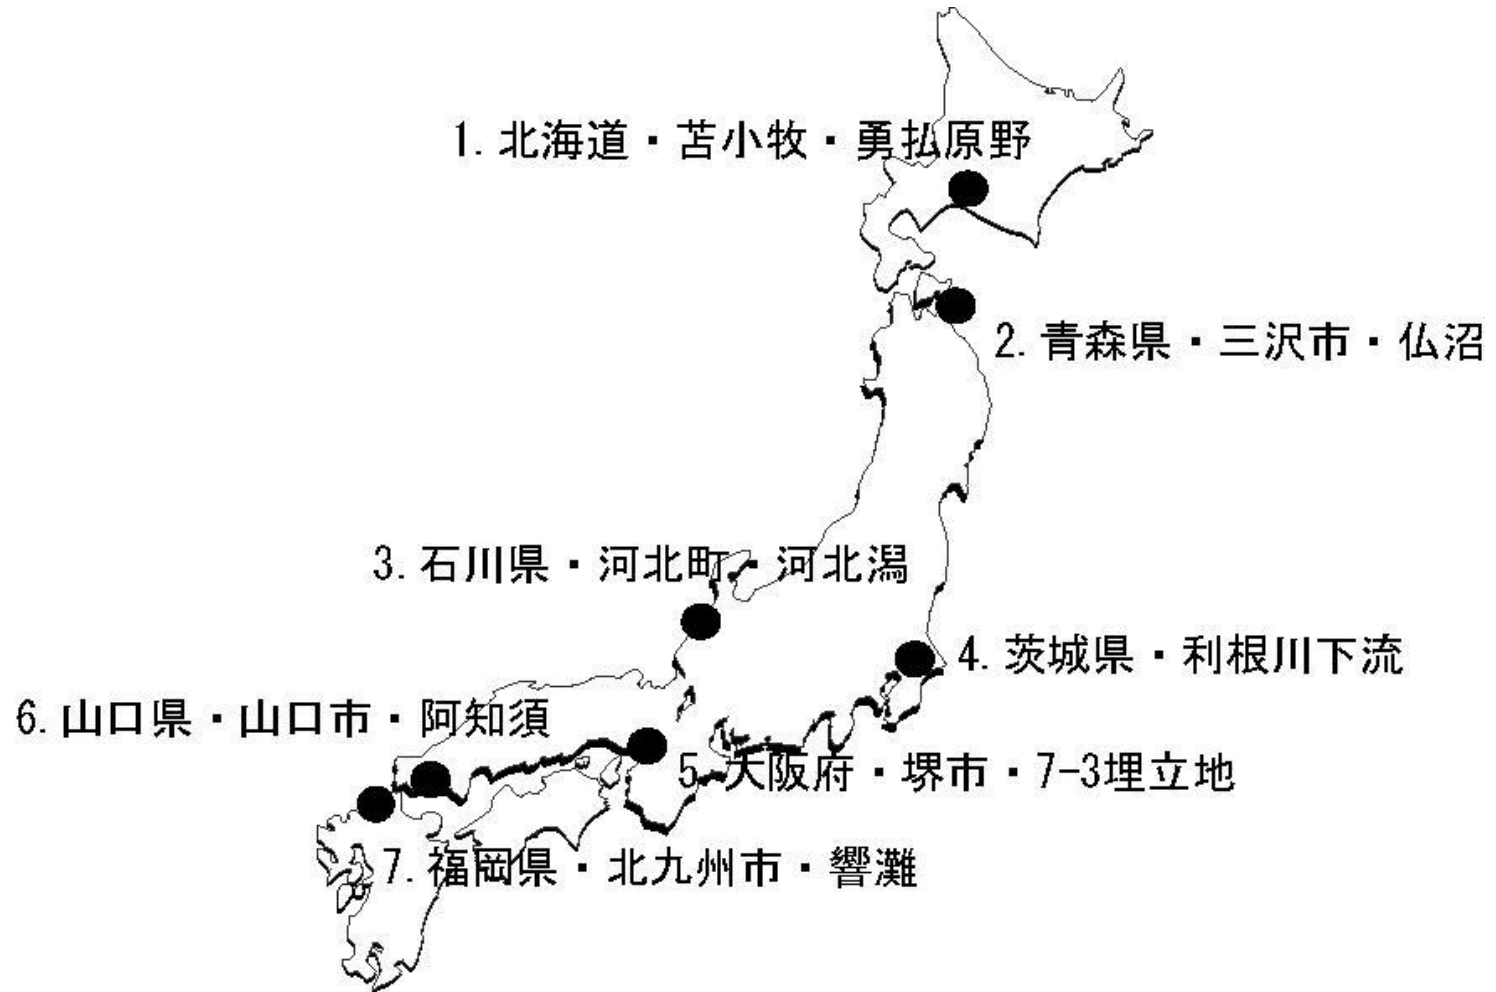 1. 北海道・苫小牧・勇払原野
2. 青森県・三沢市・仏沼
3. 石川県・河北町・河北潟
4. 茨城県・利根川下流
5. 大阪府・堺市・7-3埋立地
6. 山口県・山口市・阿知須
7. 福岡県・北九州市・響灘